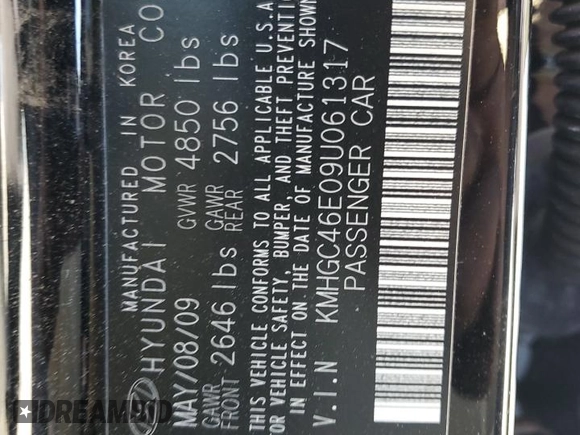 MANUFACTURED IN KOREA
HYUNDAI MOTOR CO
MAY/08/09 GVWR 4850 lbs
GAWR FRONT 2646 lbs GAWR REAR 2756 lbs
THIS VEHICLE CONFORMS TO ALL APPLICABLE U.S.A
VEHICLE SAFETY, BUMPER, AND THEFT PREVENTI
IN EFFECT ON THE DATE OF MANUFACTURE SHOWN
V.I.N KMHGC46E09U061317
PASSENGER CAR
DREAMBID